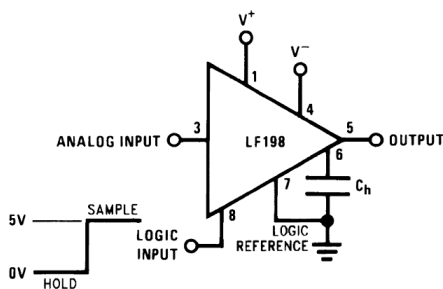 V+
V−
1
4
ANALOG INPUT
3
LF198
5
OUTPUT
6
Ch
7
8
5V
SAMPLE
LOGIC
INPUT
LOGIC
REFERENCE
0V
HOLD